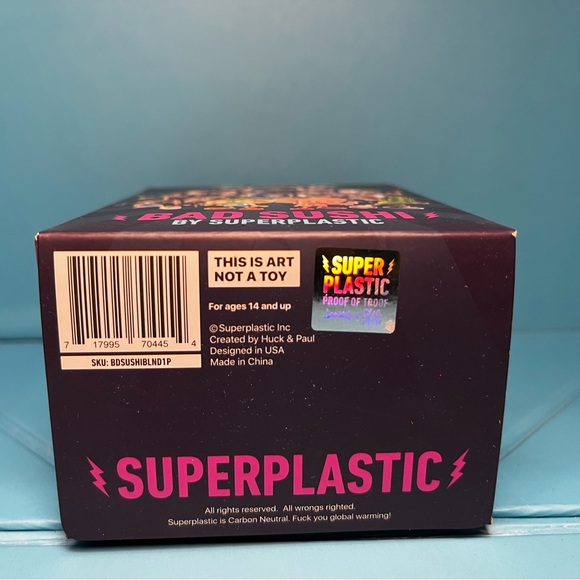 BAD SUSHI
BY SUPERPLASTIC
7 17995 70445 4
SKU: BDSUSHIBLND1P
THIS IS ART
NOT A TOY
For ages 14 and up
©Superplastic Inc
Created by Huck & Paul
Designed in USA
Made in China
SUPER
PLASTIC
PROOF OF TROOF
SUPERPLASTIC
All rights reserved. All wrongs righted.
Superplastic is Carbon Neutral. Fuck you global warming!